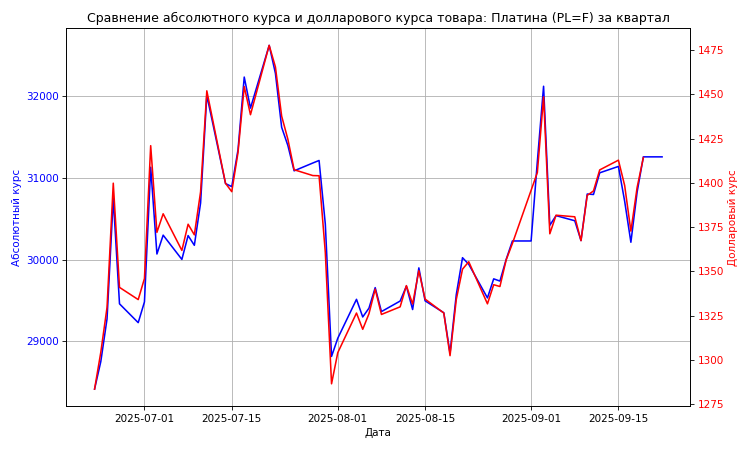 Сравнение абсолютного курса и долларового курса товара: Платина (PL=F) за квартал
Абсолютный курс
32000
31000
30000
29000
1475
1450
1425
1400
1375
1350
1325
1300
1275
Долларовый курс
2025-07-01 2025-07-15 2025-08-01 2025-08-15 2025-09-01 2025-09-15
Дата